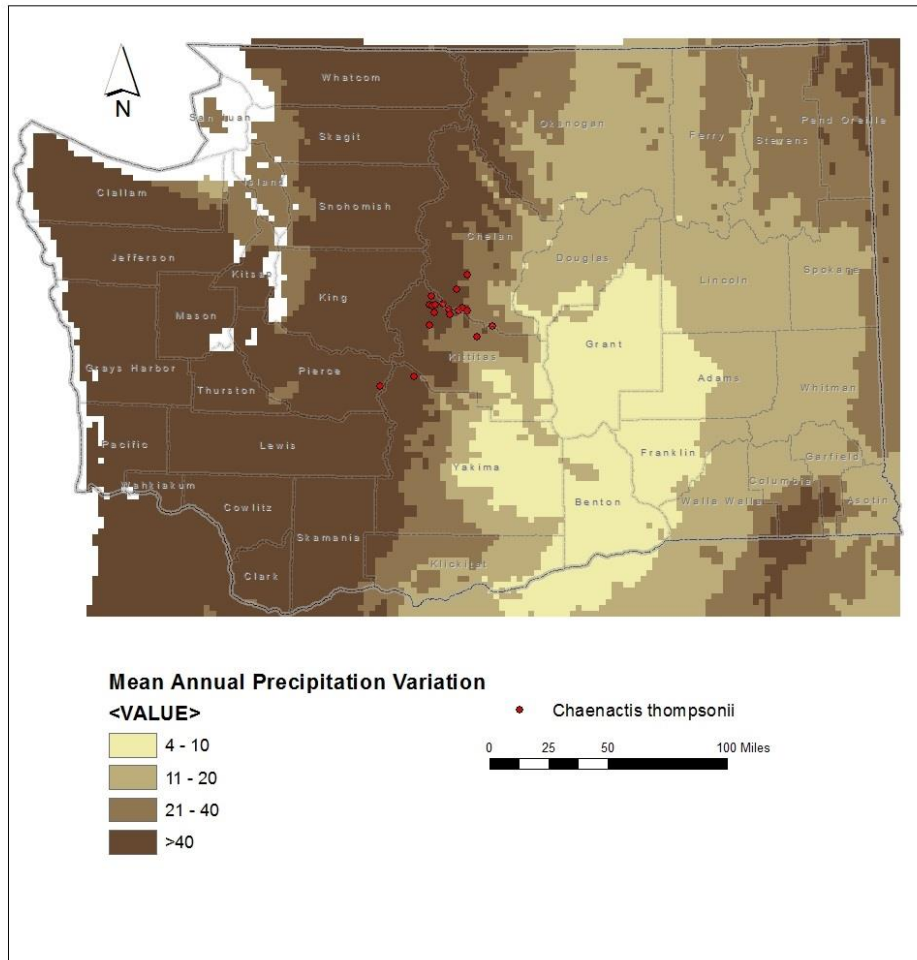 N
Whatcom
San Juan
Okanogan
Pend Oreille
Ferry
Stevens
Skagit
Island
Clallam
Snohomish
Chelan
Douglas
Jefferson
Kitsap
King
Lincoln
Spokane
Mason
Grant
Kittitas
Grays Harbor
Pierce
Adams
Whitman
Thurston
Pacific
Lewis
Yakima
Franklin
Garfield
Wahkiakum
Benton
Walla Walla
Columbia
Asotin
Cowlitz
Skamania
Klickitat
Clark
Mean Annual Precipitation Variation
<VALUE>
4 - 10
11 - 20
21 - 40
>40
Chaenactis thompsonii
0 25 50 100 Miles